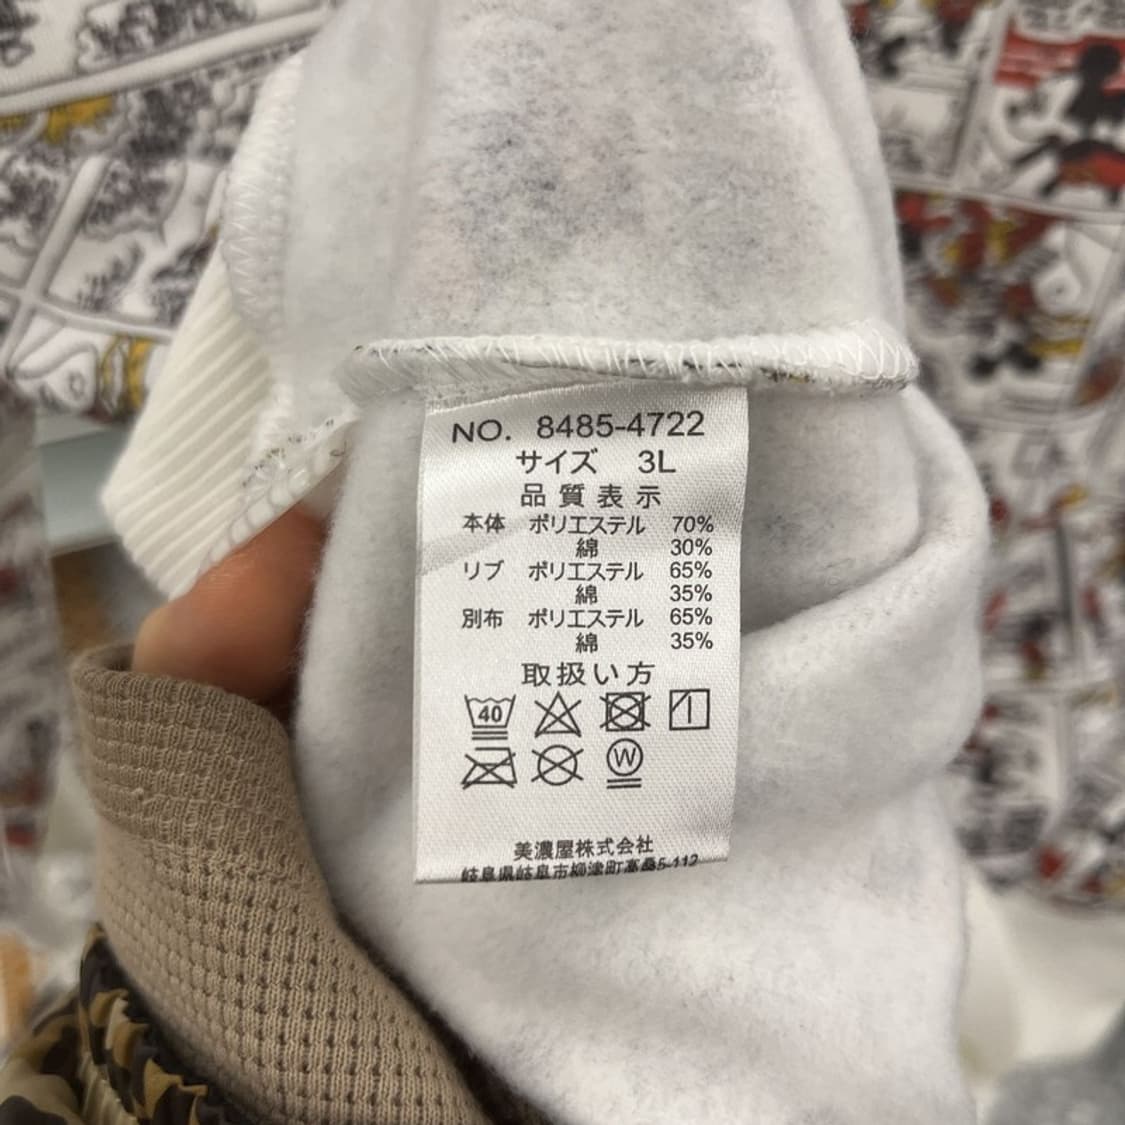 NO. 8485-4722
サイズ 3L
品質表示
本体 ポリエステル 70%
綿 30%
リブ ポリエステル 65%
綿 35%
別布 ポリエステル 65%
綿 35%
取扱い方
40
W
美濃屋株式会社
岐阜県岐阜市柳津町高桑5-112